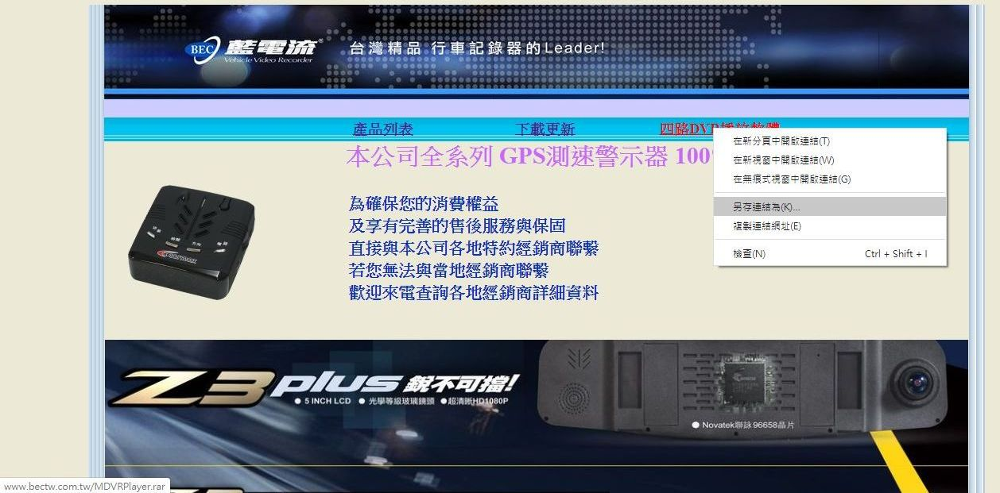 BEC 藍電流®
Vehicle Video Recorder
台灣精品 行車記錄器的Leader!
產品列表 下載更新 四路DVR播放軟體
本公司全系列 GPS測速警示器 100
為確保您的消費權益
及享有完善的售後服務與保固
直接與本公司各地特約經銷商聯繫
若您無法與當地經銷商聯繫
歡迎來電查詢各地經銷商詳細資料
在新分頁中開啟連結(T)
在新視窗中開啟連結(W)
在無痕式視窗中開啟連結(G)
另存連結為(K)...
複製連結網址(E)
檢查(N) Ctrl + Shift + I
Z3 plus 銳不可擋!
● 5 INCH LCD ● 光學等級玻璃鏡頭 ●超清晰HD1080P
● Novatek聯詠96658晶片
www.bectw.com.tw/MDVRPlayer.rar